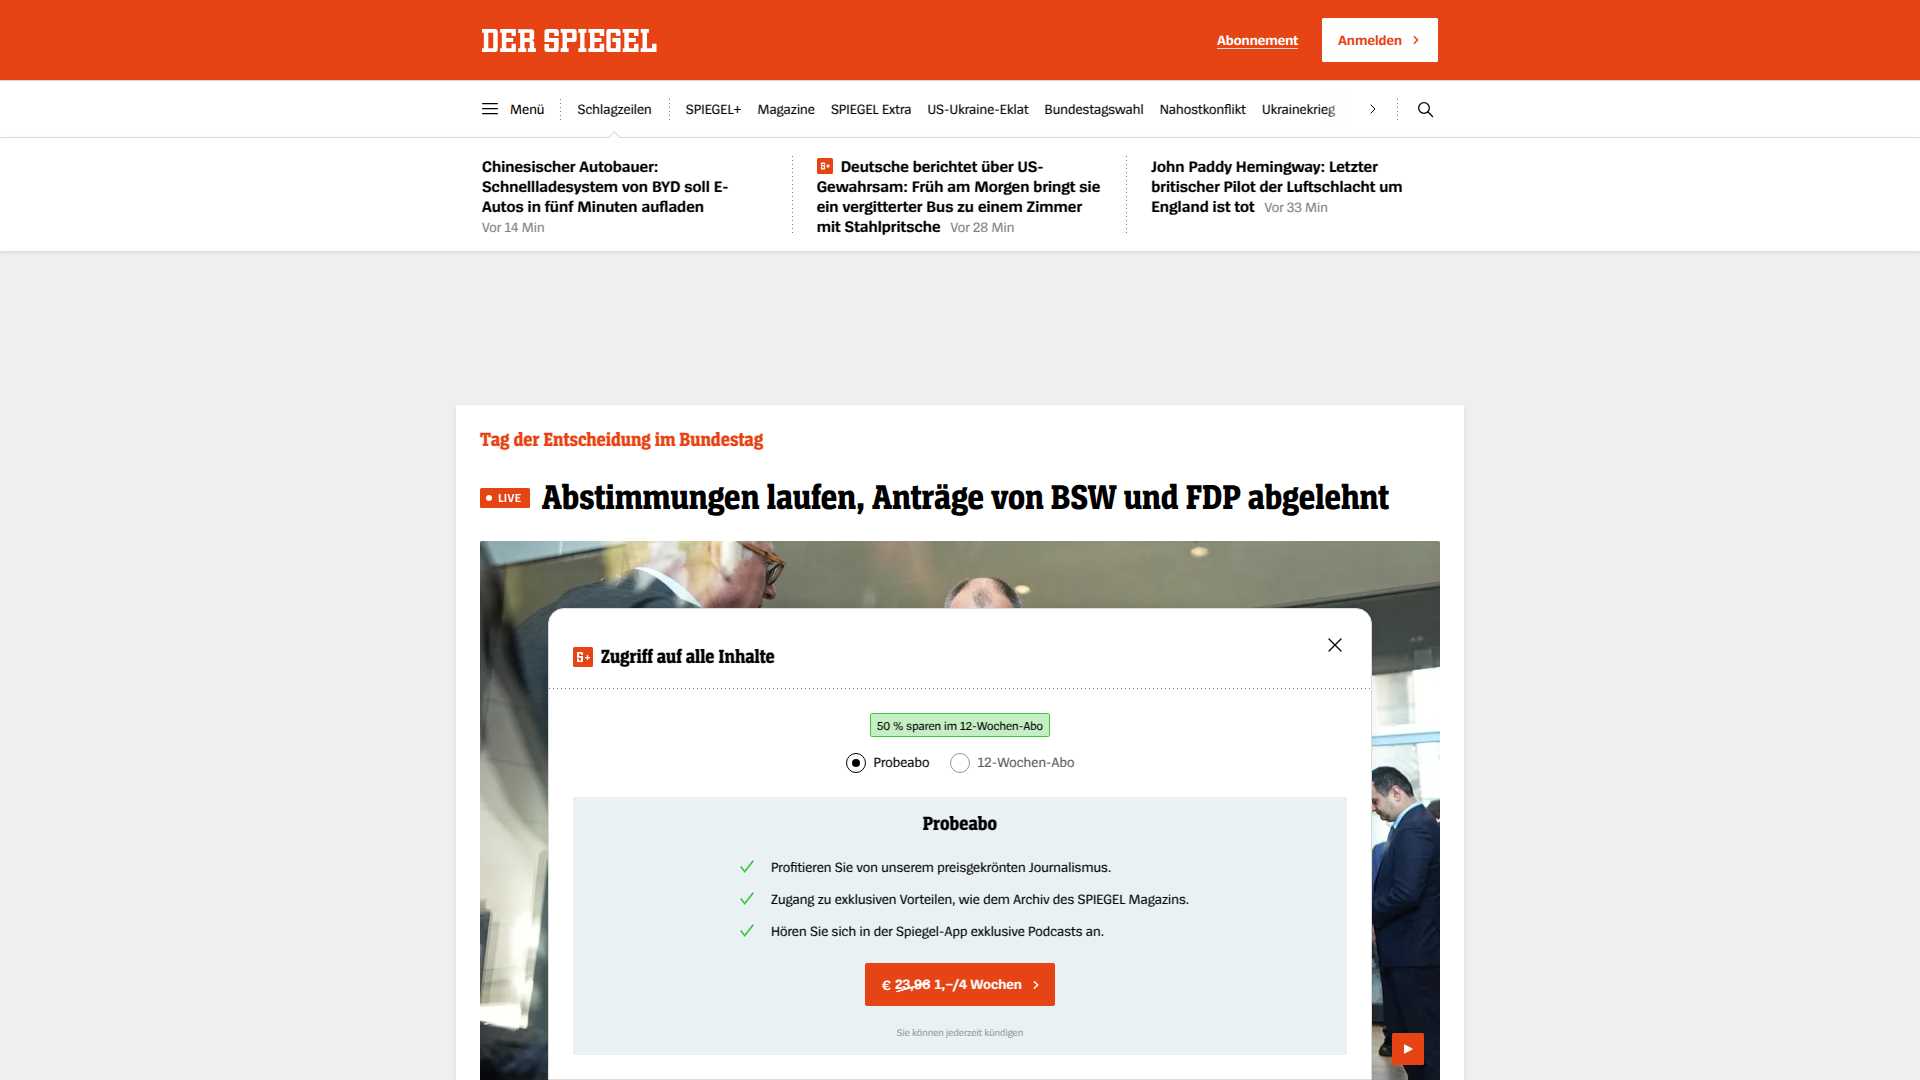 DER SPIEGEL
Abonnement
Anmelden
Menü
Schlagzeilen
SPIEGEL+
Magazine
SPIEGEL Extra
US-Ukraine-Eklat
Bundestagswahl
Nahostkonflikt
Ukrainekrieg
Chinesischer Autobauer:
Schnellladesystem von BYD soll E-
Autos in fünf Minuten aufladen
Vor 14 Min
Deutsche berichtet über US-
Gewahrsam: Früh am Morgen bringt sie
ein vergitterter Bus zu einem Zimmer
mit Stahlpritsche Vor 28 Min
John Paddy Hemingway: Letzter
britischer Pilot der Luftschlacht um
England ist tot Vor 33 Min
Tag der Entscheidung im Bundestag
LIVE Abstimmungen laufen, Anträge von BSW und FDP abgelehnt
S+ Zugriff auf alle Inhalte
50 % sparen im 12-Wochen-Abo
Probeabo
12-Wochen-Abo
Probeabo
Profitieren Sie von unserem preisgekrönten Journalismus.
Zugang zu exklusiven Vorteilen, wie dem Archiv des SPIEGEL Magazins.
Hören Sie sich in der Spiegel-App exklusive Podcasts an.
€ 23,96 1,–/4 Wochen
Sie können jederzeit kündigen